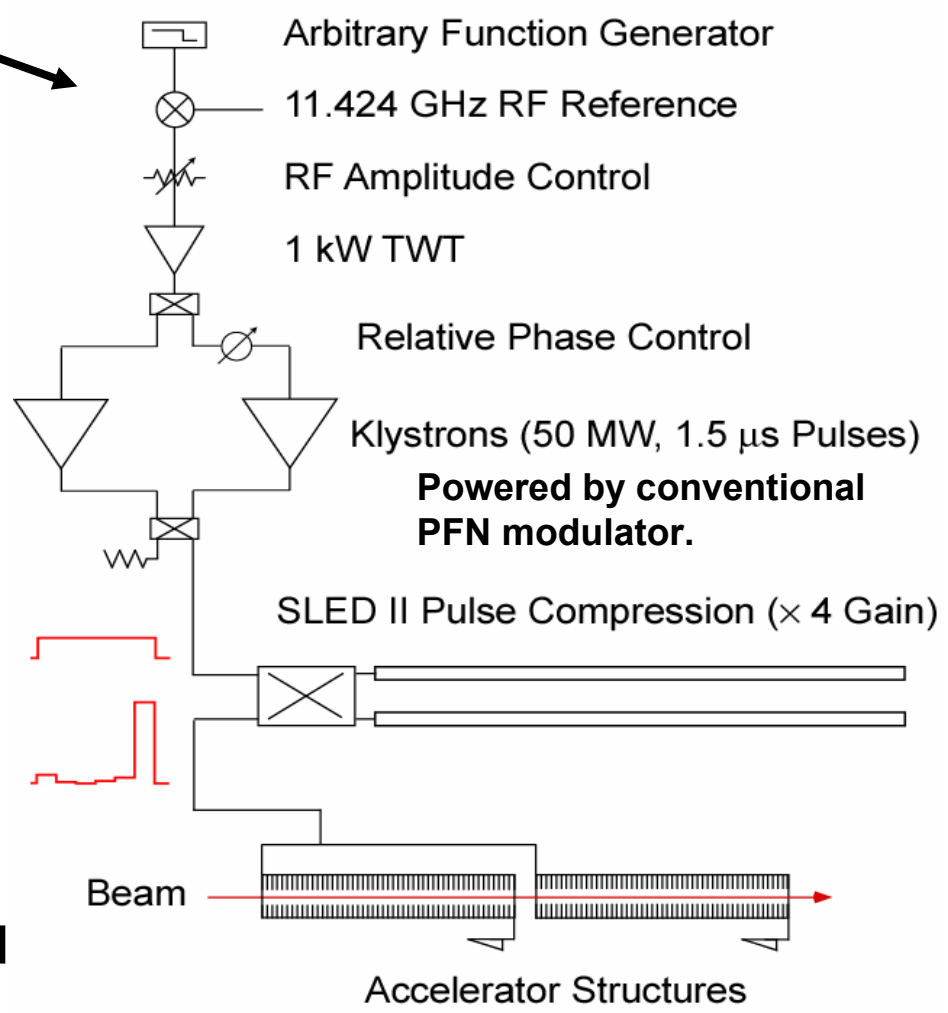 Arbitrary Function Generator
11.424 GHz RF Reference
RF Amplitude Control
1 kW TWT
Relative Phase Control
Klystrons (50 MW, 1.5 μs Pulses)
Powered by conventional
PFN modulator.
SLED II Pulse Compression (× 4 Gain)
Beam
Accelerator Structures